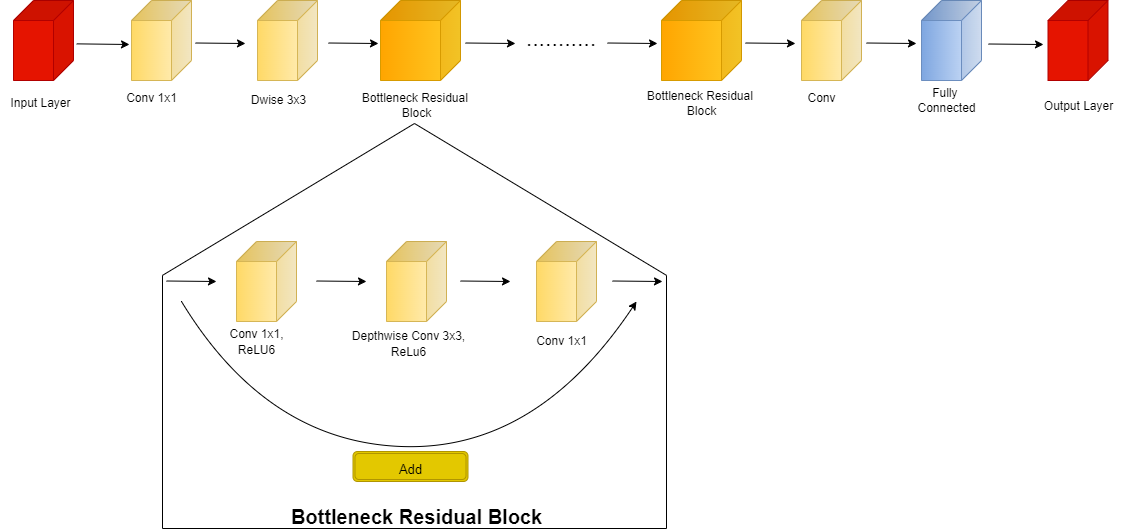 Input Layer
Conv 1x1
Dwise 3x3
Bottleneck Residual
Block
...........
Bottleneck Residual
Block
Conv
Fully
Connected
Output Layer
Conv 1x1,
ReLU6
Depthwise Conv 3x3,
ReLu6
Conv 1x1
Add
Bottleneck Residual Block